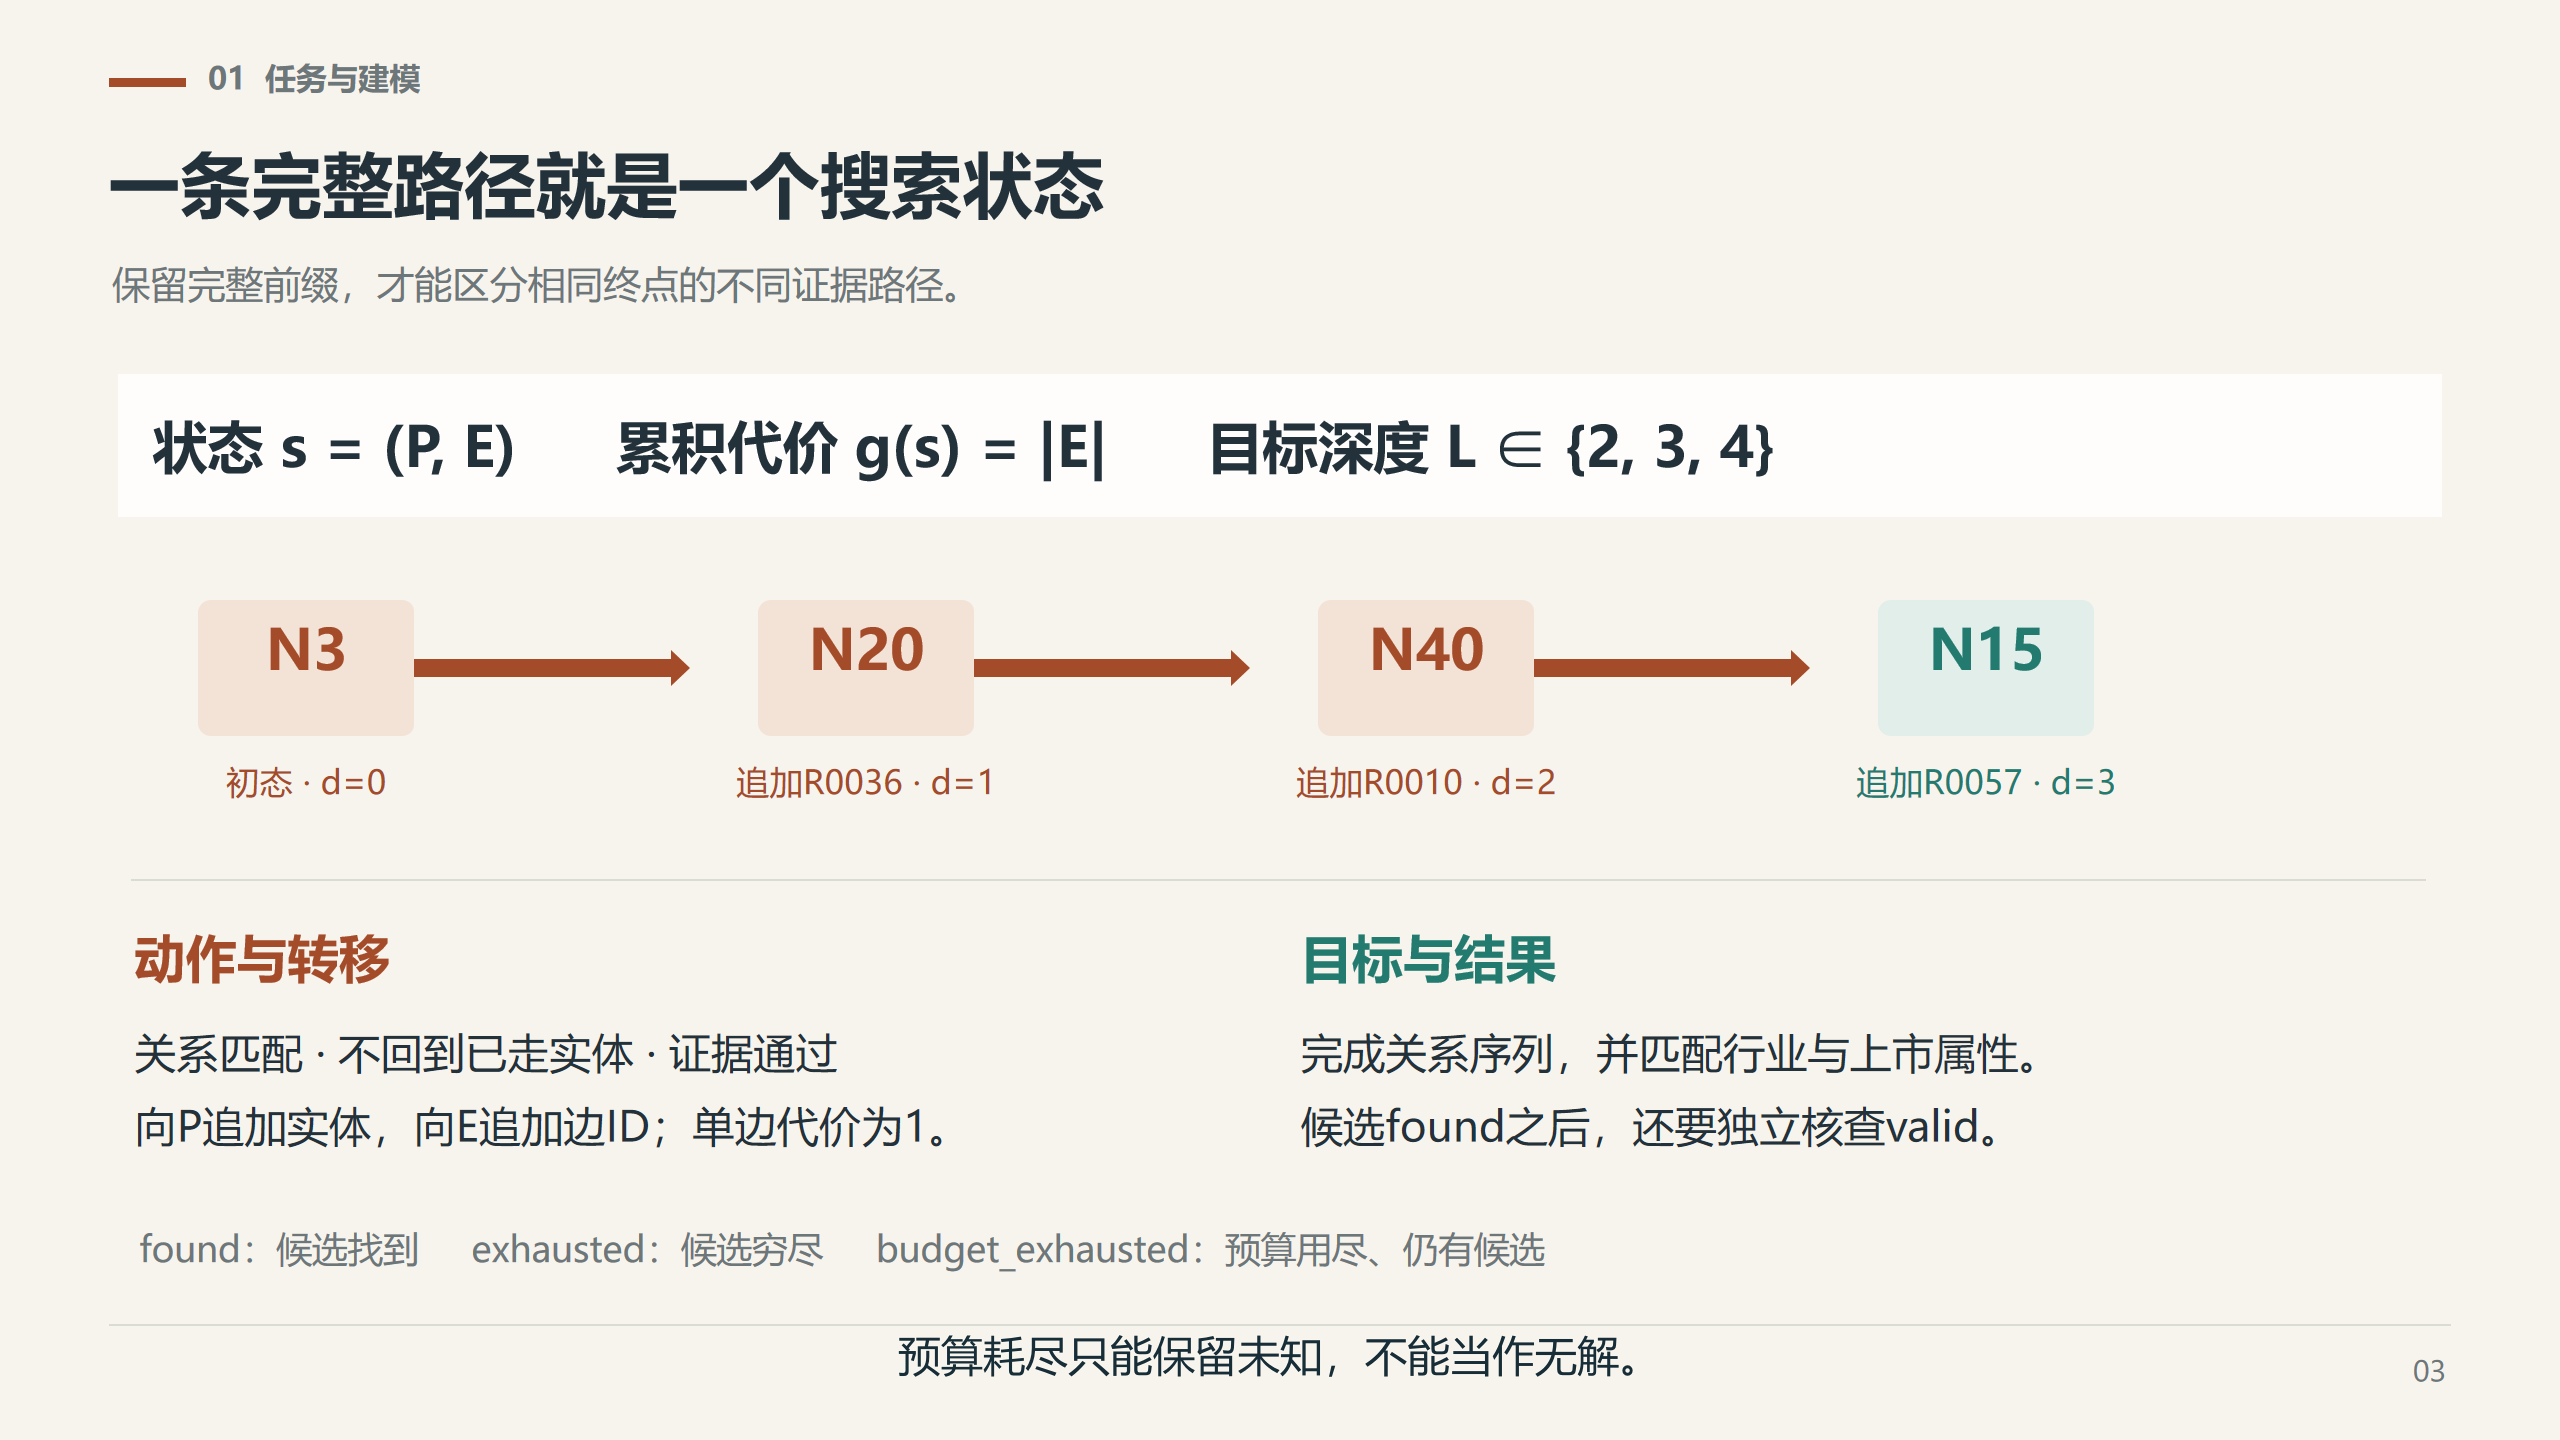 01 任务与建模
一条完整路径就是一个搜索状态
保留完整前缀，才能区分相同终点的不同证据路径。
状态 s = (P, E) 累积代价 g(s) = |E| 目标深度 L ∈ {2, 3, 4}
N3 N20 N40 N15
初态 · d=0 追加R0036 · d=1 追加R0010 · d=2 追加R0057 · d=3
动作与转移
关系匹配 · 不回到已走实体 · 证据通过
向P追加实体，向E追加边ID；单边代价为1。
目标与结果
完成关系序列，并匹配行业与上市属性。
候选found之后，还要独立核查valid。
found：候选找到 exhausted：候选穷尽 budget_exhausted：预算用尽、仍有候选
预算耗尽只能保留未知，不能当作无解。
03